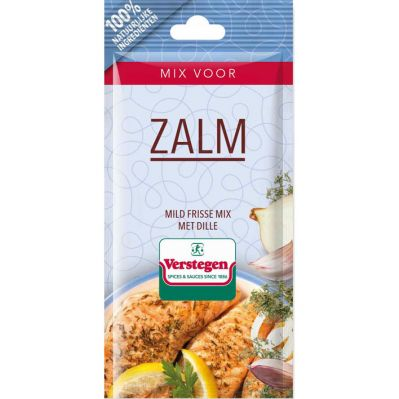 100%
NATUURLIJKE
INGREDIËNTEN
MIX VOOR
ZALM
MILD FRISSE MIX
MET DILLE
Verstegen
SPICES & SAUCES SINCE 1886